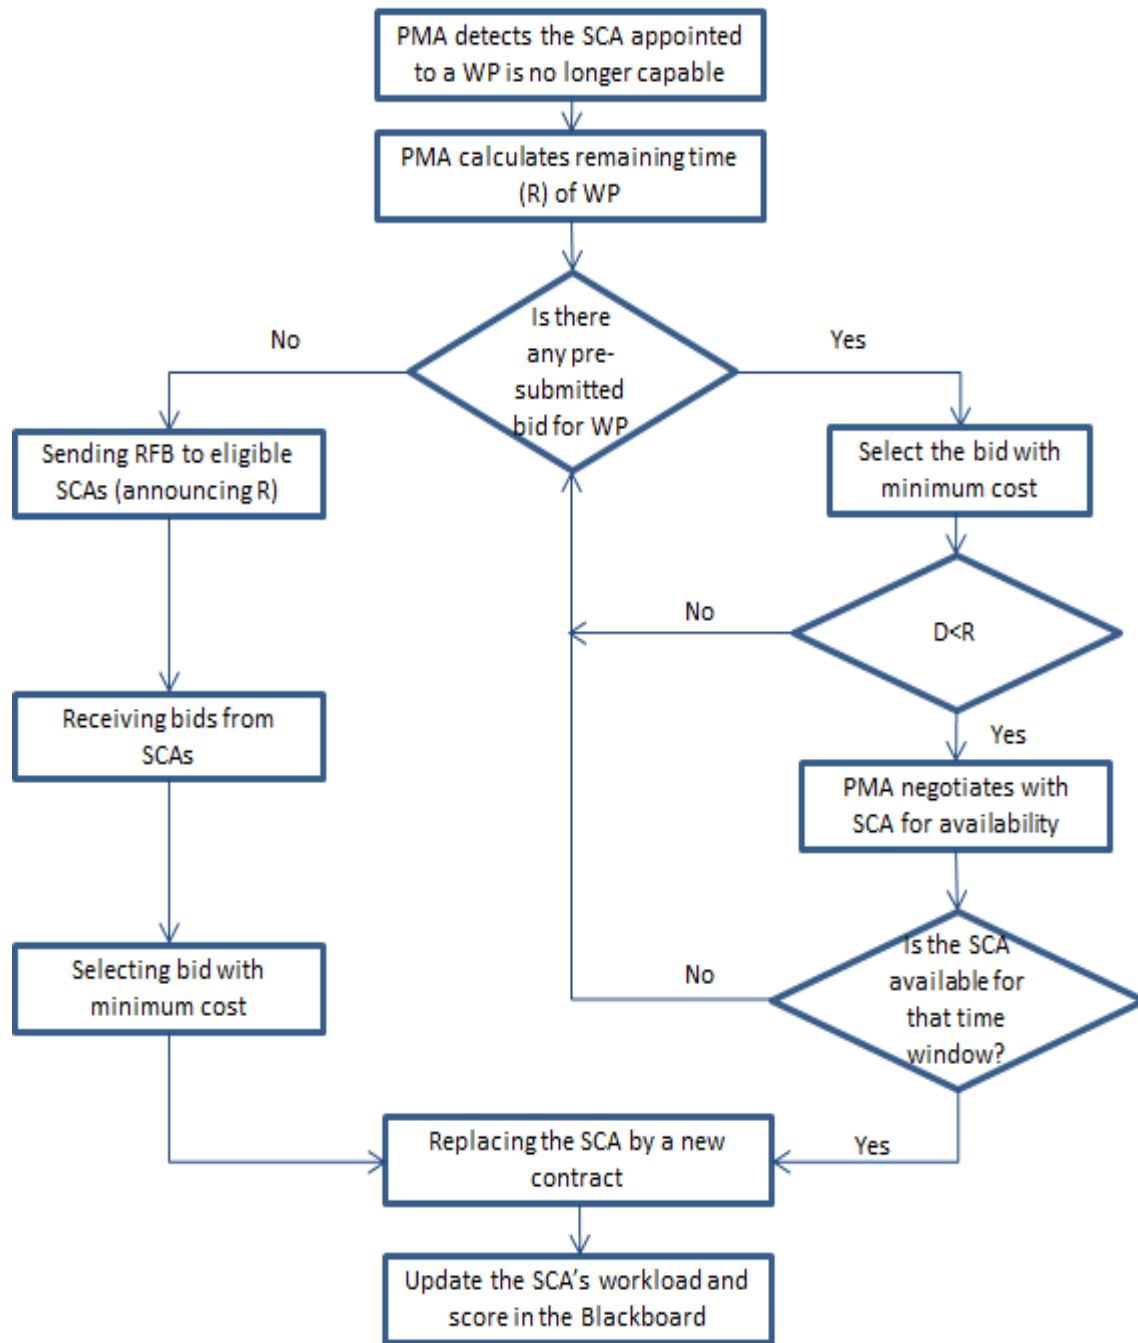 PMA detects the SCA appointed
to a WP is no longer capable
PMA calculates remaining time
(R) of WP
Is there
any pre-
submitted
bid for WP
No
Yes
Sending RFB to eligible
SCAs (announcing R)
Select the bid with
minimum cost
No
D<R
Receiving bids from
SCAs
Yes
PMA negotiates with
SCA for availability
Selecting bid with
minimum cost
No
Is the SCA
available for
that time
window?
Replacing the SCA by a new
contract
Yes
Update the SCA's workload and
score in the Blackboard